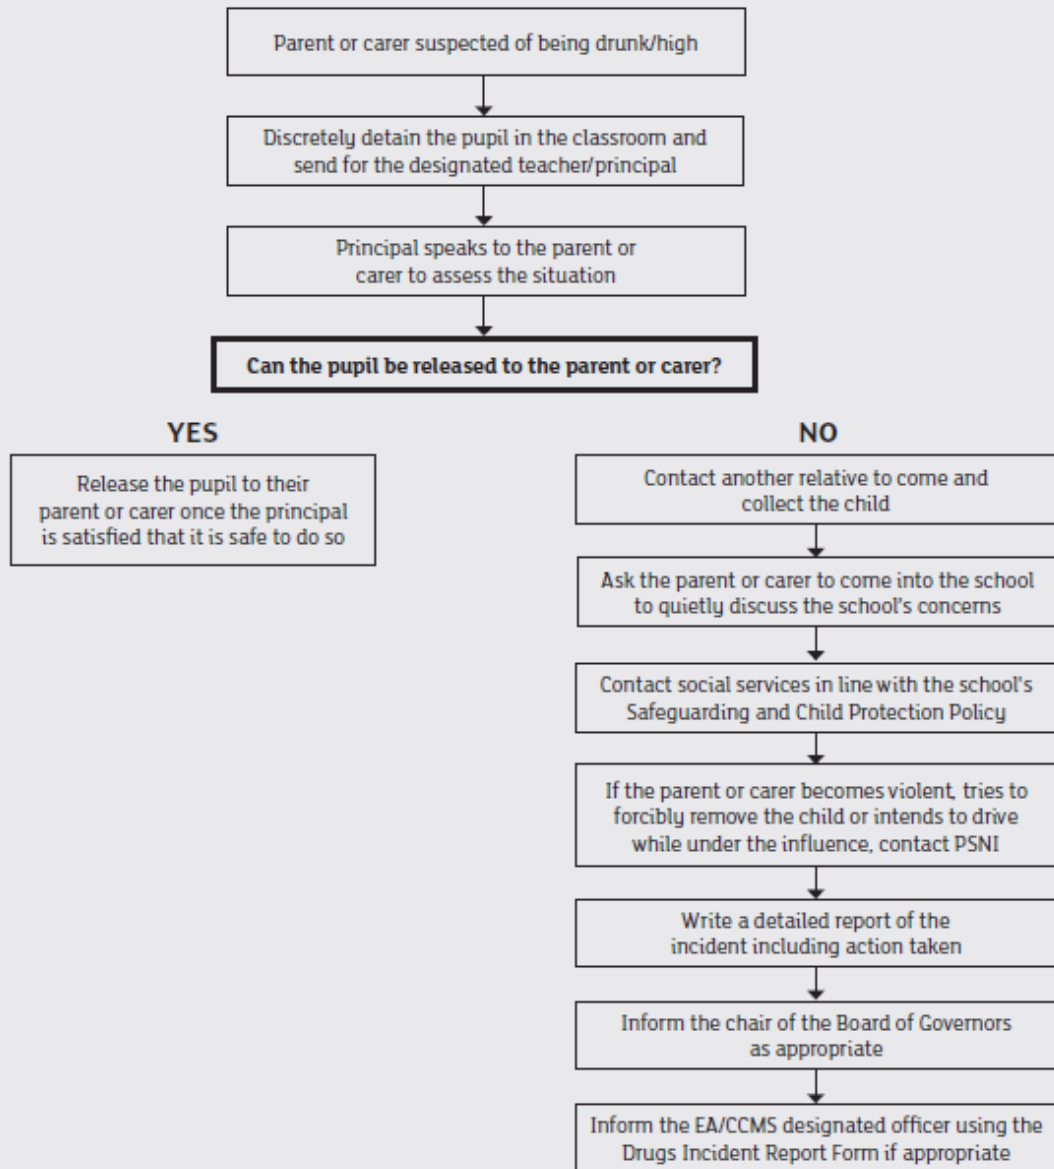 Parent or carer suspected of being drunk/high
Discretely detain the pupil in the classroom and
send for the designated teacher/principal
Principal speaks to the parent or
carer to assess the situation
Can the pupil be released to the parent or carer?
YES
Release the pupil to their
parent or carer once the principal
is satisfied that it is safe to do so
NO
Contact another relative to come and
collect the child
Ask the parent or carer to come into the school
to quietly discuss the school's concerns
Contact social services in line with the school's
Safeguarding and Child Protection Policy
If the parent or carer becomes violent, tries to
forcibly remove the child or intends to drive
while under the influence, contact PSNI
Write a detailed report of the
incident including action taken
Inform the chair of the Board of Governors
as appropriate
Inform the EA/CCMS designated officer using the
Drugs Incident Report Form if appropriate